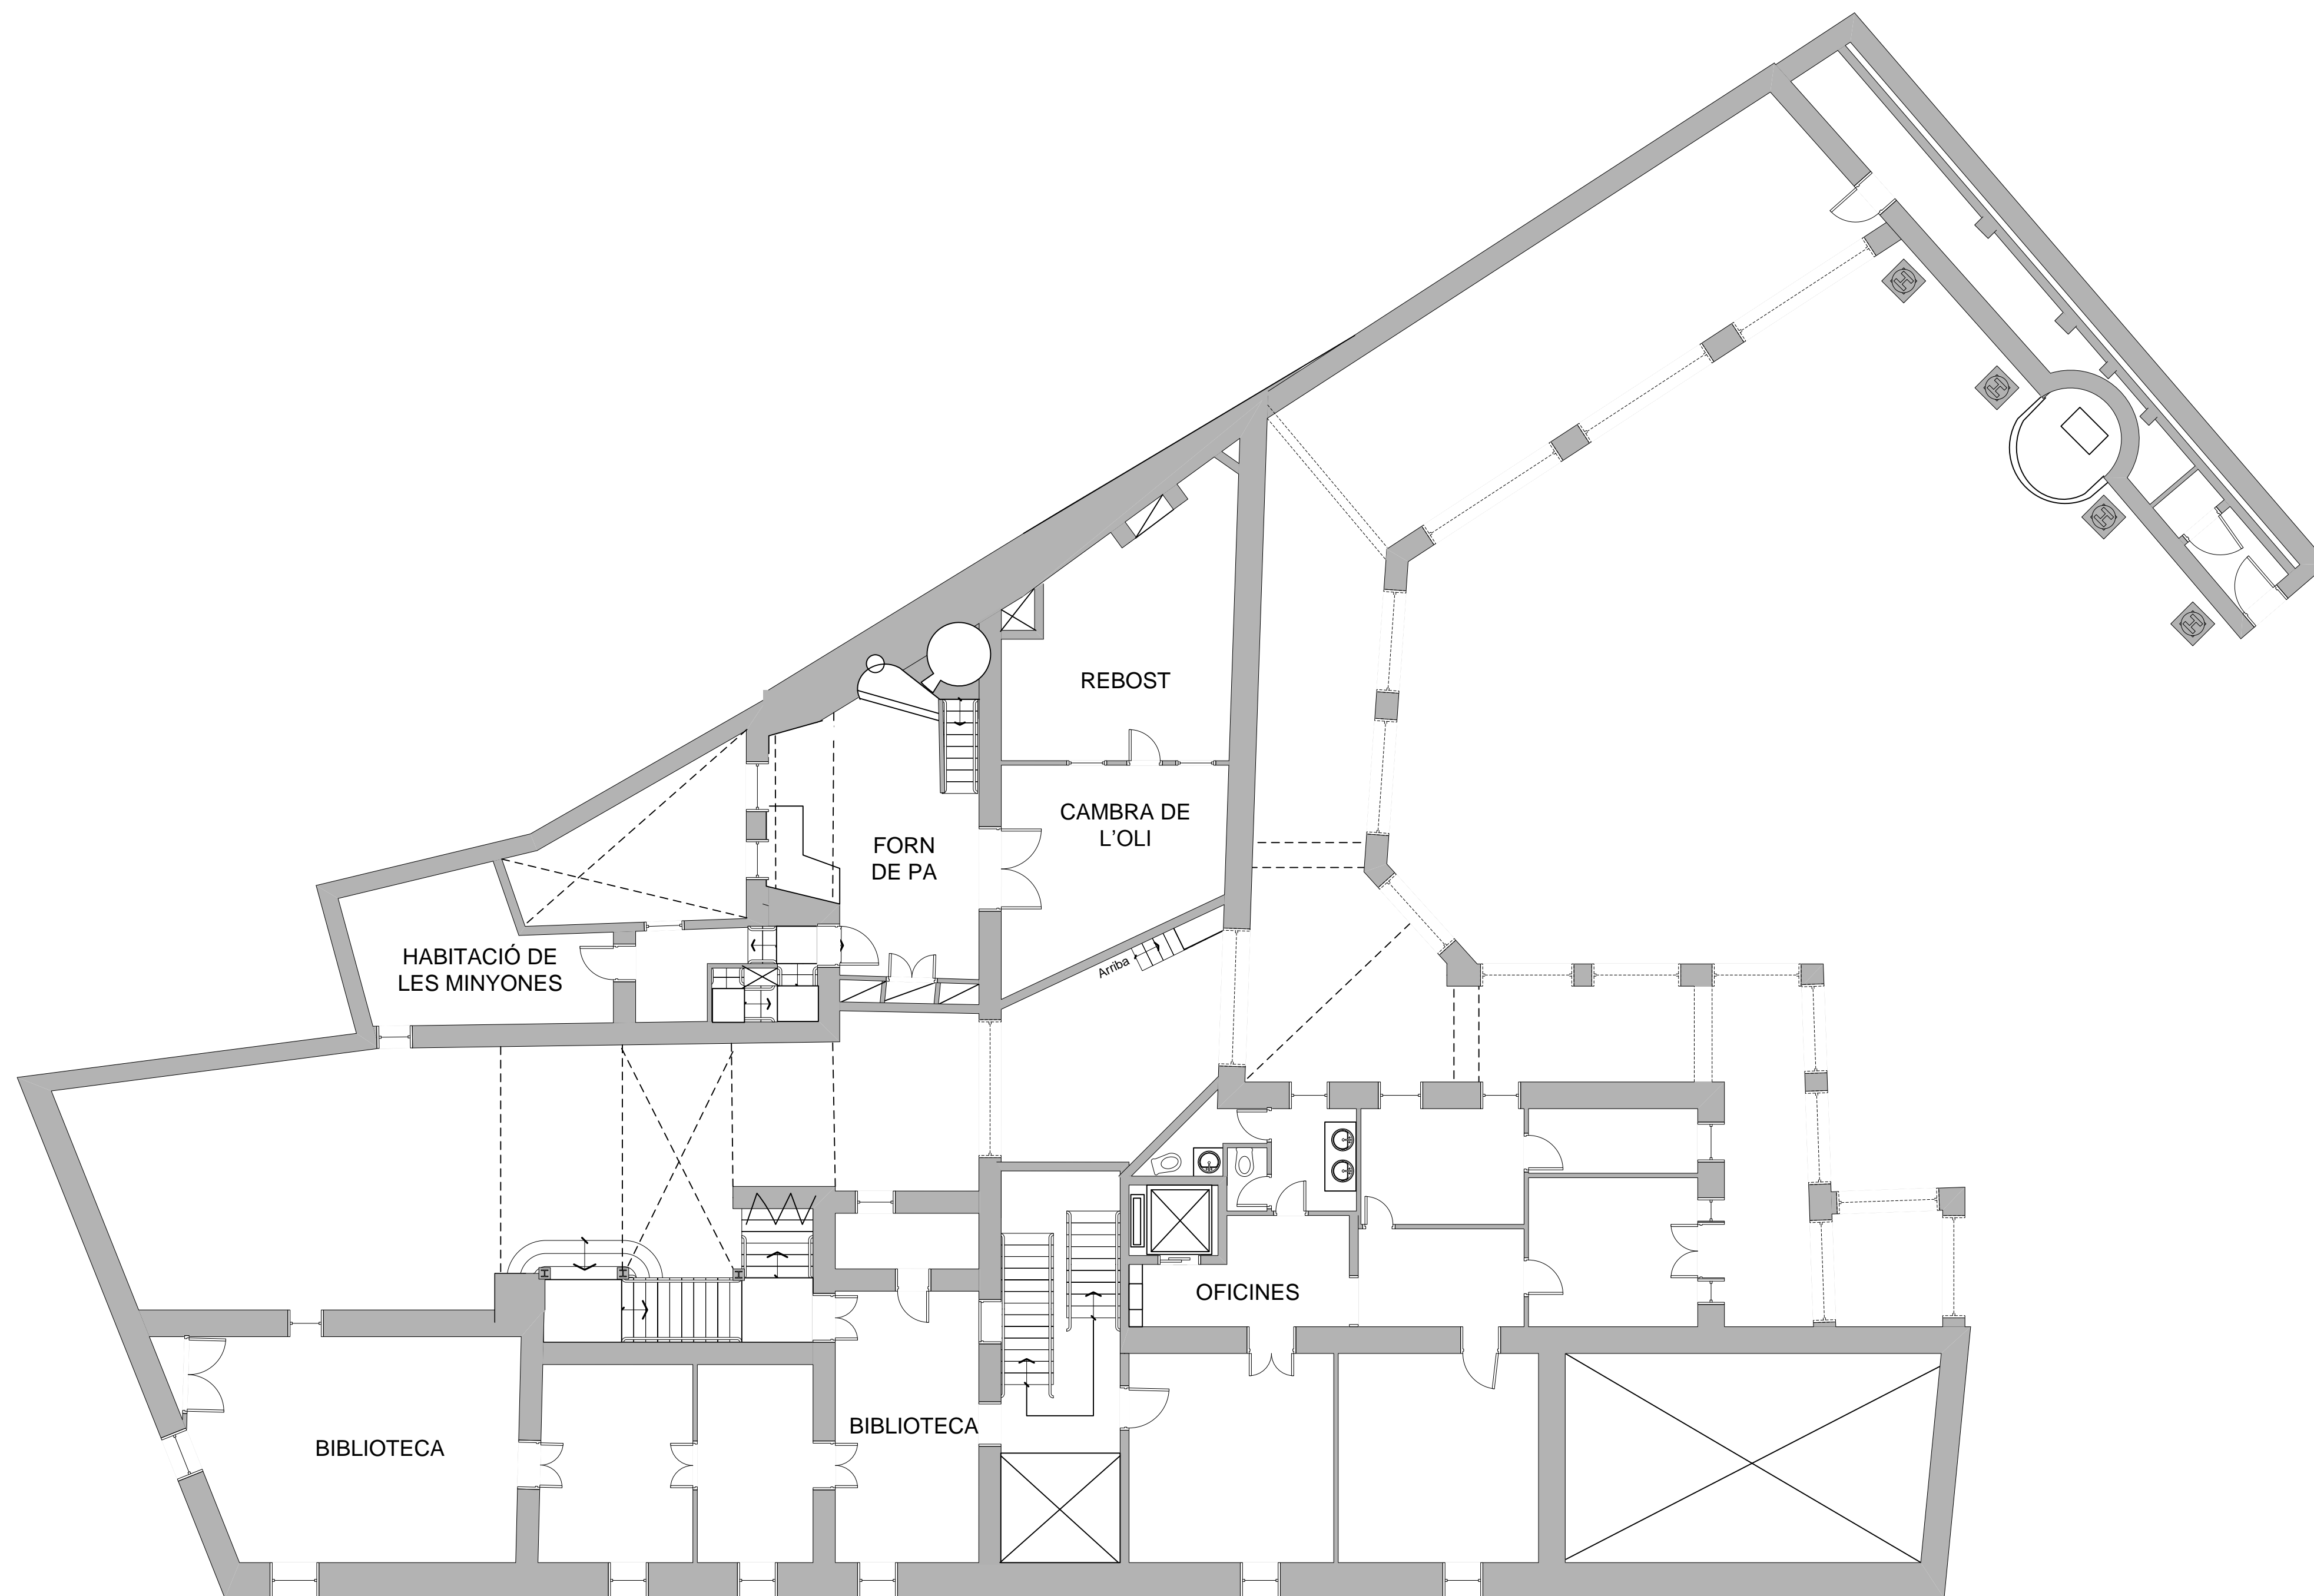 REBOST
CAMBRA DE
L'OLI
FORN
DE PA
HABITACIÓ DE
LES MINYONES
Arriba
OFICINES
BIBLIOTECA
BIBLIOTECA